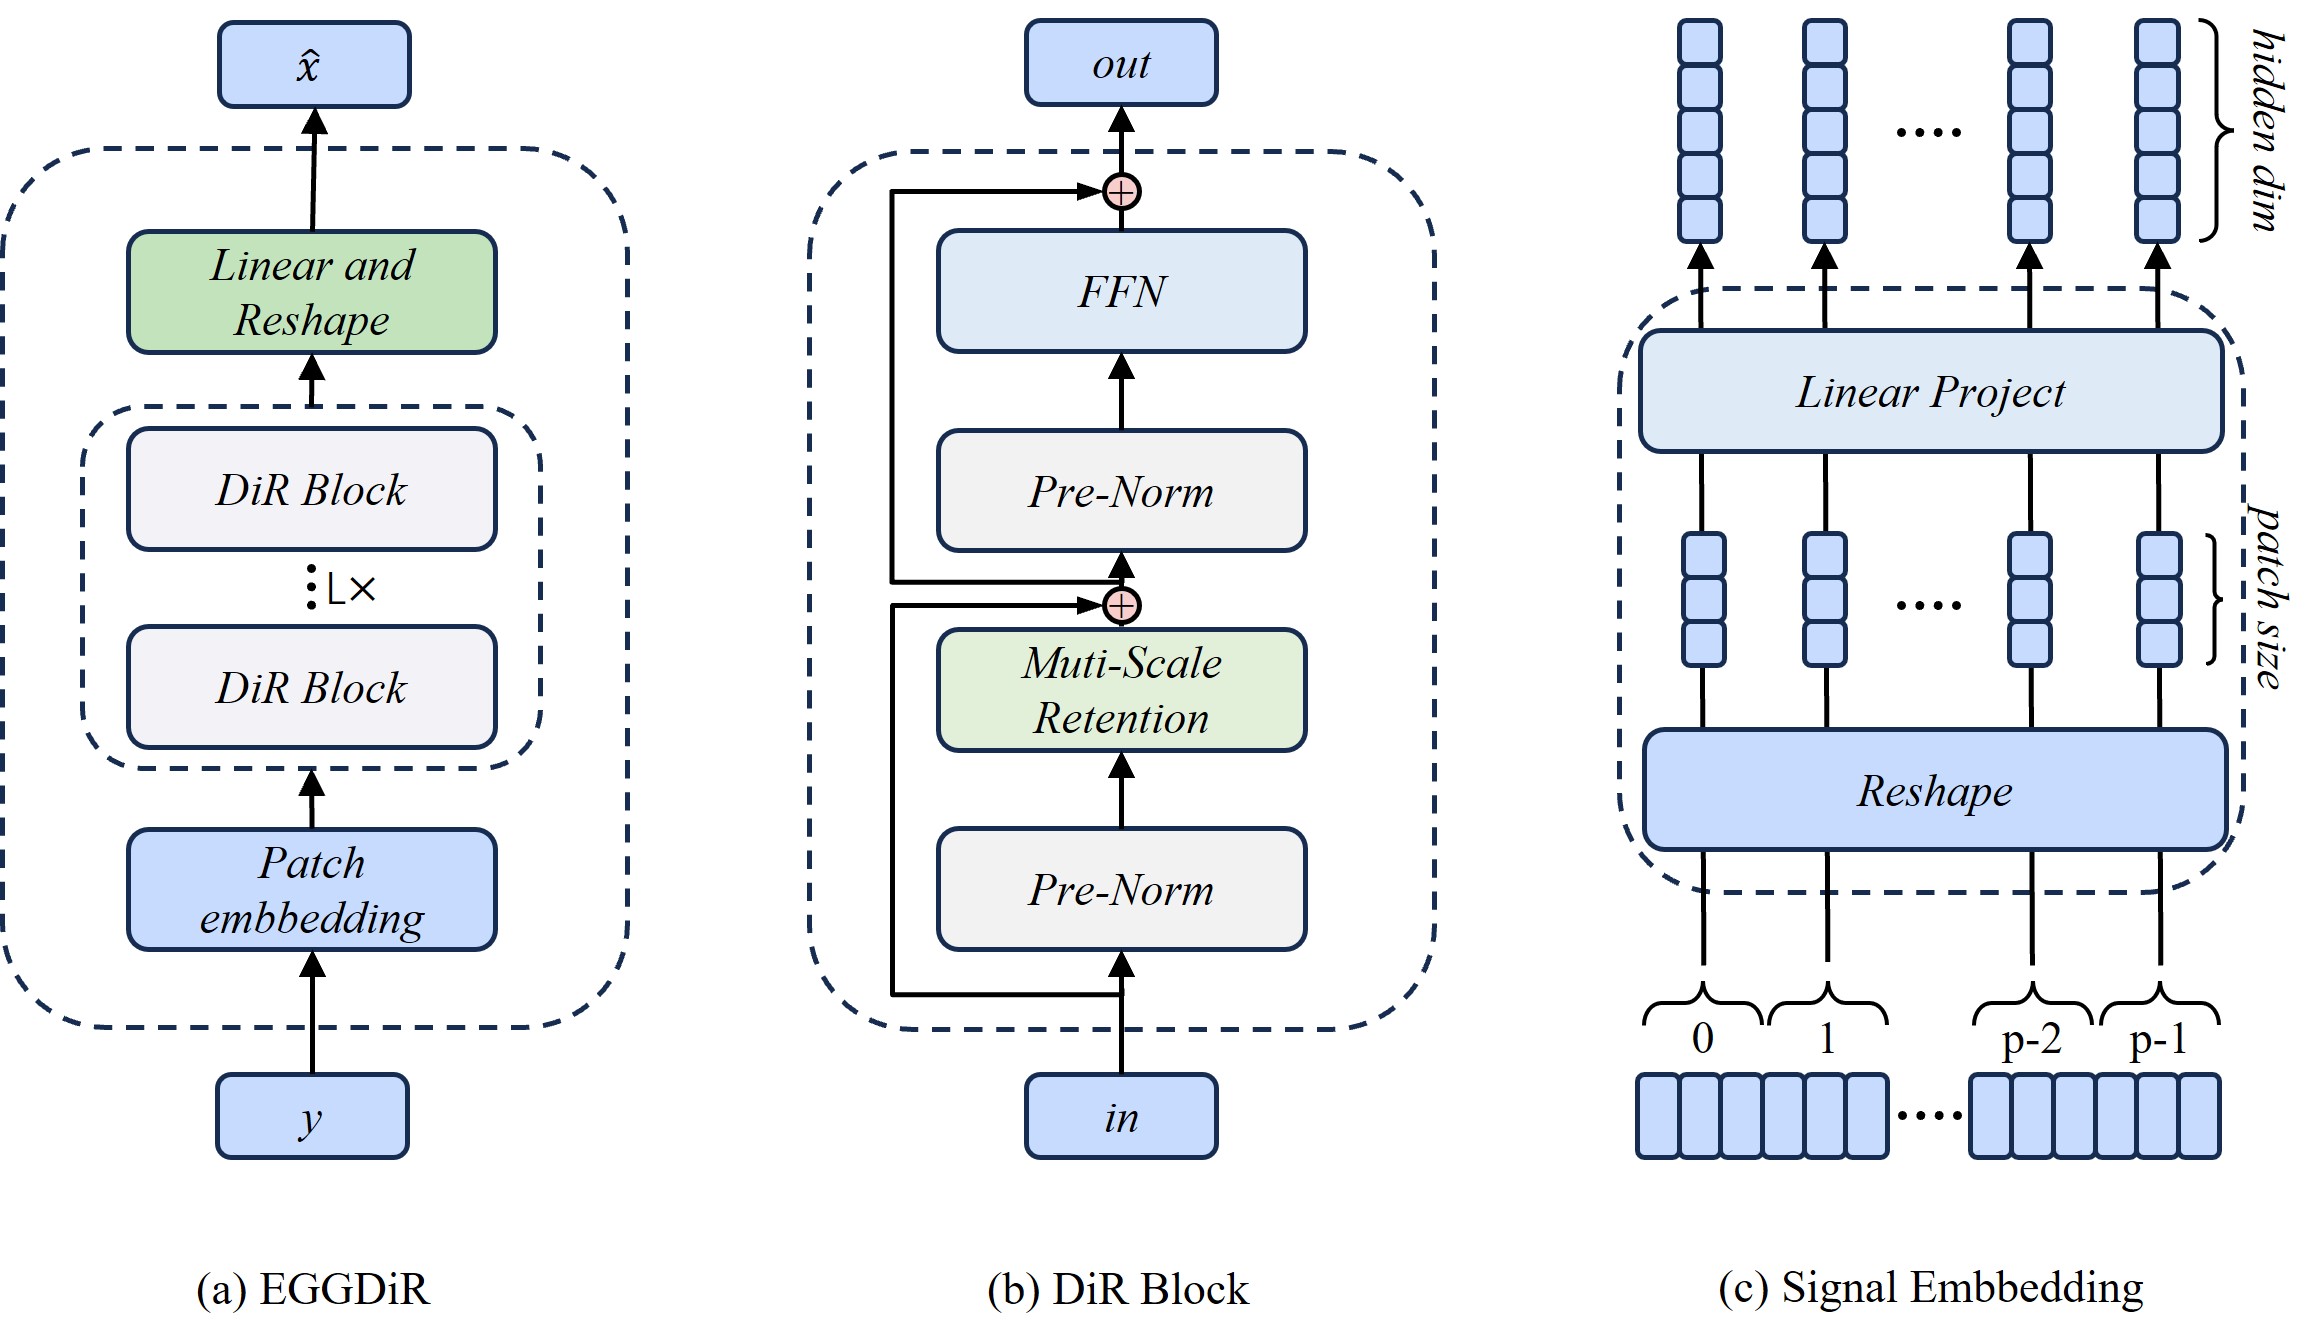 x̂
Linear and
Reshape
DiR Block
L×
DiR Block
Patch
embbedding
y
(a) EGGDiR
out
FFN
Pre-Norm
Muti-Scale
Retention
Pre-Norm
in
(b) DiR Block
hidden dim
Linear Project
patch size
Reshape
0
1
p-2
p-1
(c) Signal Embbedding